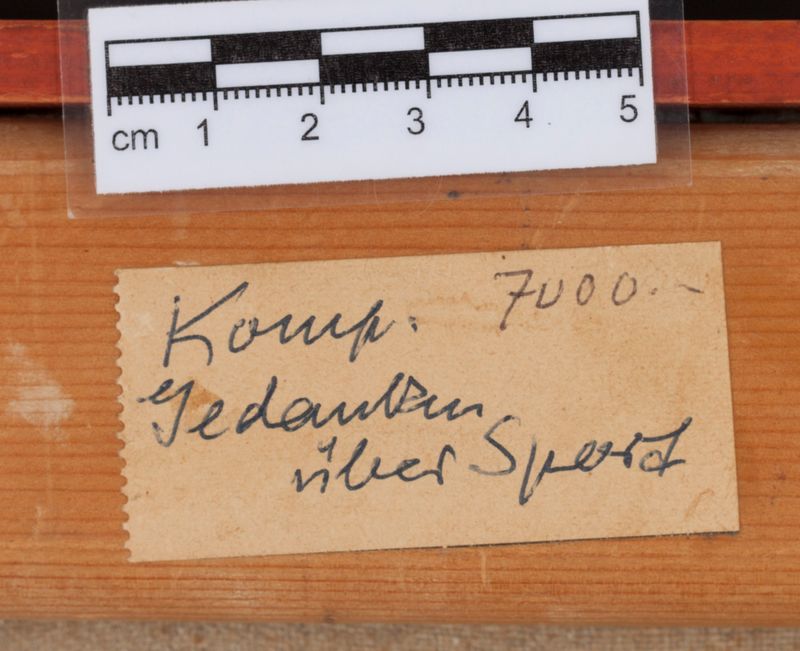 cm 1 2 3 4 5
Komp. 7000.-
Gedanken
über Sport